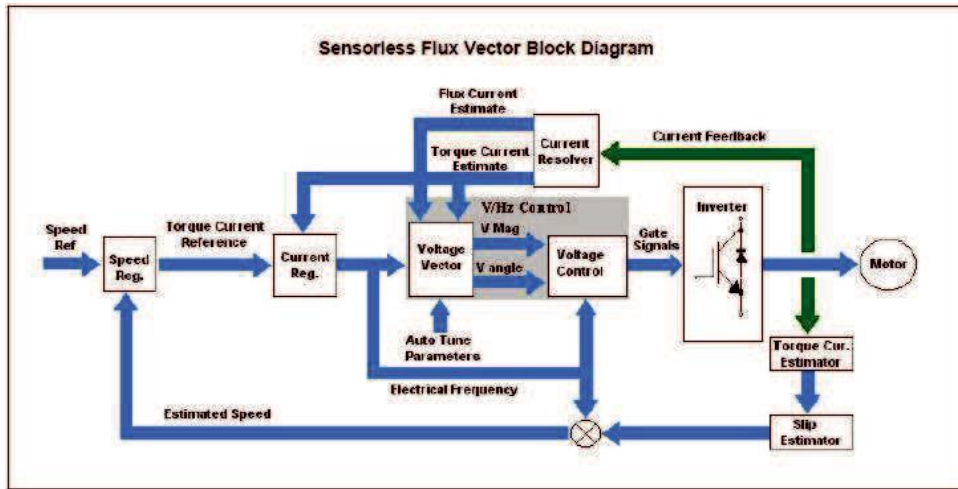 Sensorless Flux Vector Block Diagram
Flux Current
Estimate
Torque Current
Estimate
Current
Resolver
Current Feedback
V/Hz Control
Inverter
Speed
Ref
Torque Current
Reference
V Mag
Gate
Signals
Speed
Reg.
Current
Reg.
Voltage
Vector
V angle
Voltage
Control
Motor
Auto Tune
Parameters
Torque Cur.
Estimator
Electrical Frequency
Estimated Speed
Slip
Estimator